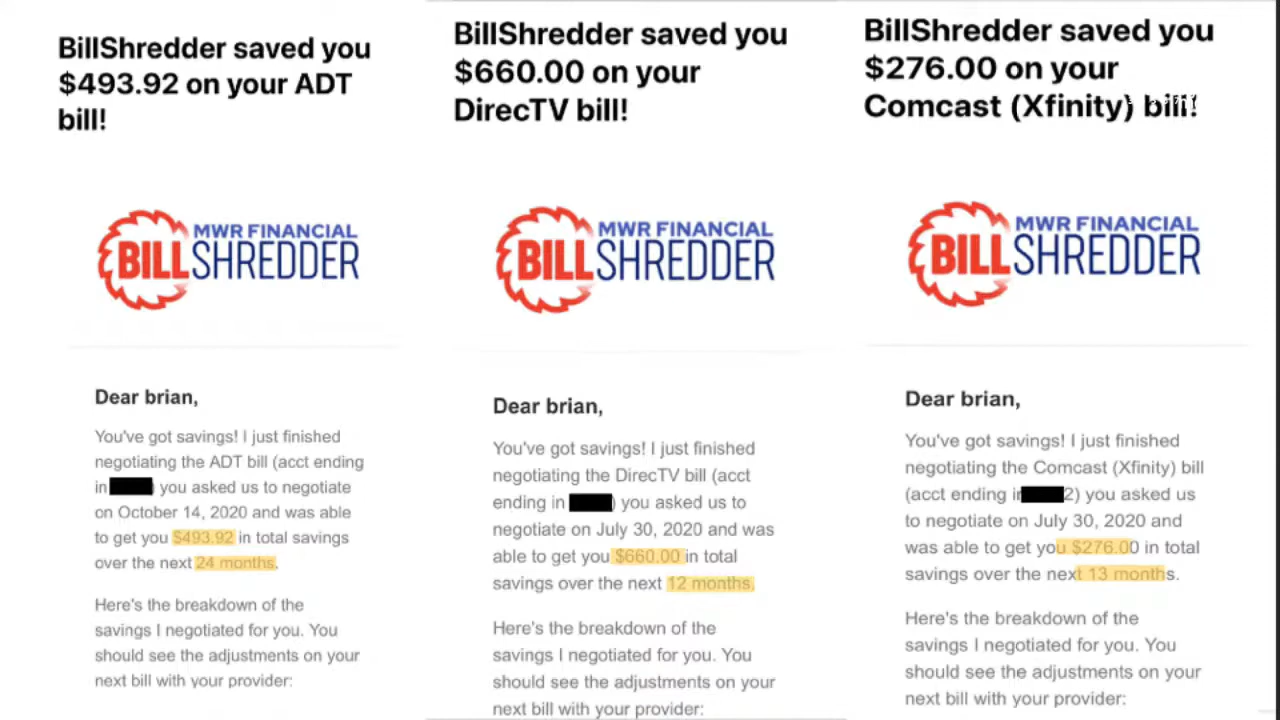 BillShredder saved you
$493.92 on your ADT
bill!
MWR FINANCIAL
BILLSHREDDER
Dear brian,
You've got savings! I just finished
negotiating the ADT bill (acct ending
in ) you asked us to negotiate
on October 14, 2020 and was able
to get you $493.92 in total savings
over the next 24 months.
Here's the breakdown of the
savings I negotiated for you. You
should see the adjustments on your
next bill with your provider:
BillShredder saved you
$660.00 on your
DirecTV bill!
MWR FINANCIAL
BILLSHREDDER
Dear brian,
You've got savings! I just finished
negotiating the DirecTV bill (acct
ending in ) you asked us to
negotiate on July 30, 2020 and was
able to get you $660.00 in total
savings over the next 12 months.
Here's the breakdown of the
savings I negotiated for you. You
should see the adjustments on your
next bill with your provider:
BillShredder saved you
$276.00 on your
Comcast (Xfinity) bill!
MWR FINANCIAL
BILLSHREDDER
Dear brian,
You've got savings! I just finished
negotiating the Comcast (Xfinity) bill
(acct ending in 2) you asked us
to negotiate on July 30, 2020 and
was able to get you $276.00 in total
savings over the next 13 months.
Here's the breakdown of the
savings I negotiated for you. You
should see the adjustments on your
next bill with your provider: